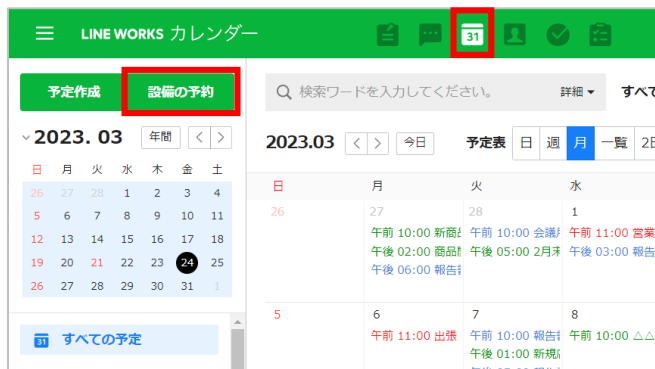 LINE WORKS カレンダー
31
予定作成 設備の予約
検索ワードを入力してください。 詳細 すべて
2023. 03 年間 < >
2023.03 < > 今日 予定表 日 週 月 一覧
日 月 火 水 木 金 土
26 27 28 1 2 3 4
5 6 7 8 9 10 11
12 13 14 15 16 17 18
19 20 21 22 23 24 25
26 27 28 29 30 31 1
31 すべての予定
日 月 火 水
26 27 28 1
午前 10:00 新商品 午前 10:00 会議 午前 11:00 営業
午後 02:00 商品 午後 05:00 2月末 午後 03:00 報告
午後 06:00 報告
5 6 7 8
午前 11:00 出張 午前 10:00 報告 午前 10:00 △△
午後 01:00 新規